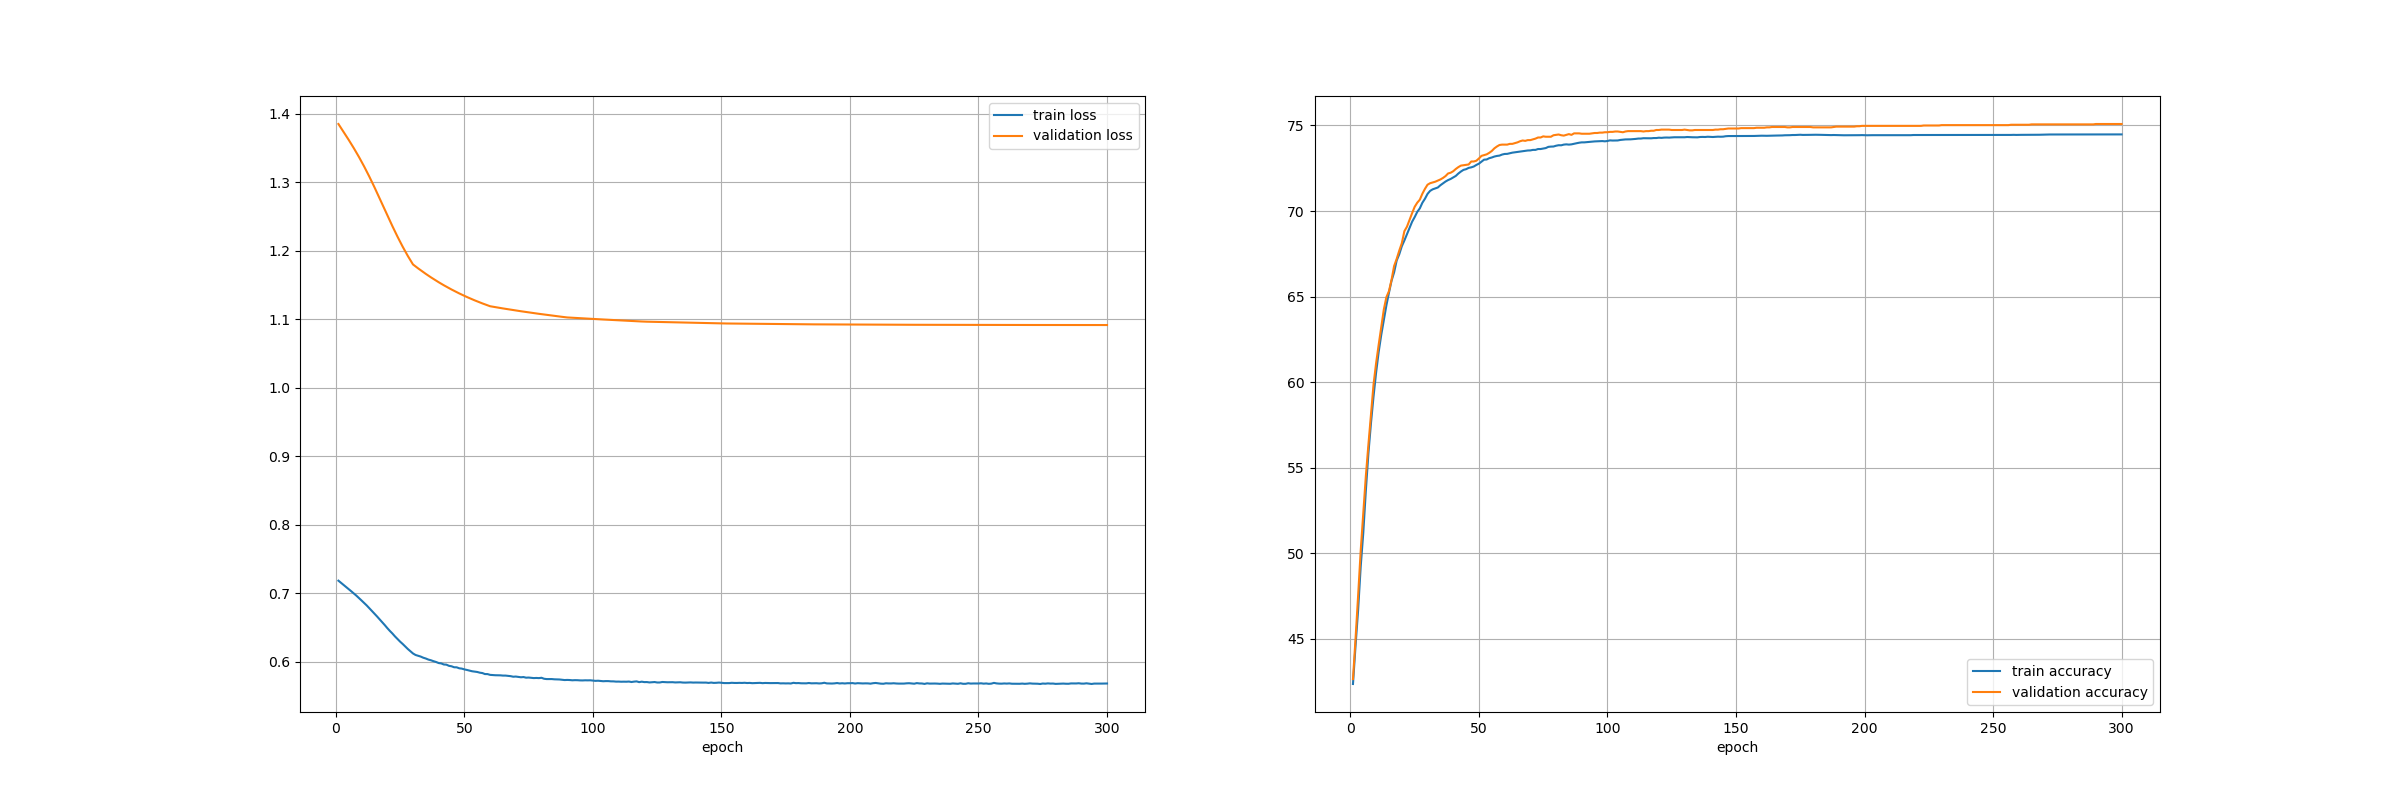 1.4
1.3
1.2
1.1
1.0
0.9
0.8
0.7
0.6
0 50 100 150 200 250 300
epoch
train loss
validation loss
75
70
65
60
55
50
45
0 50 100 150 200 250 300
epoch
train accuracy
validation accuracy